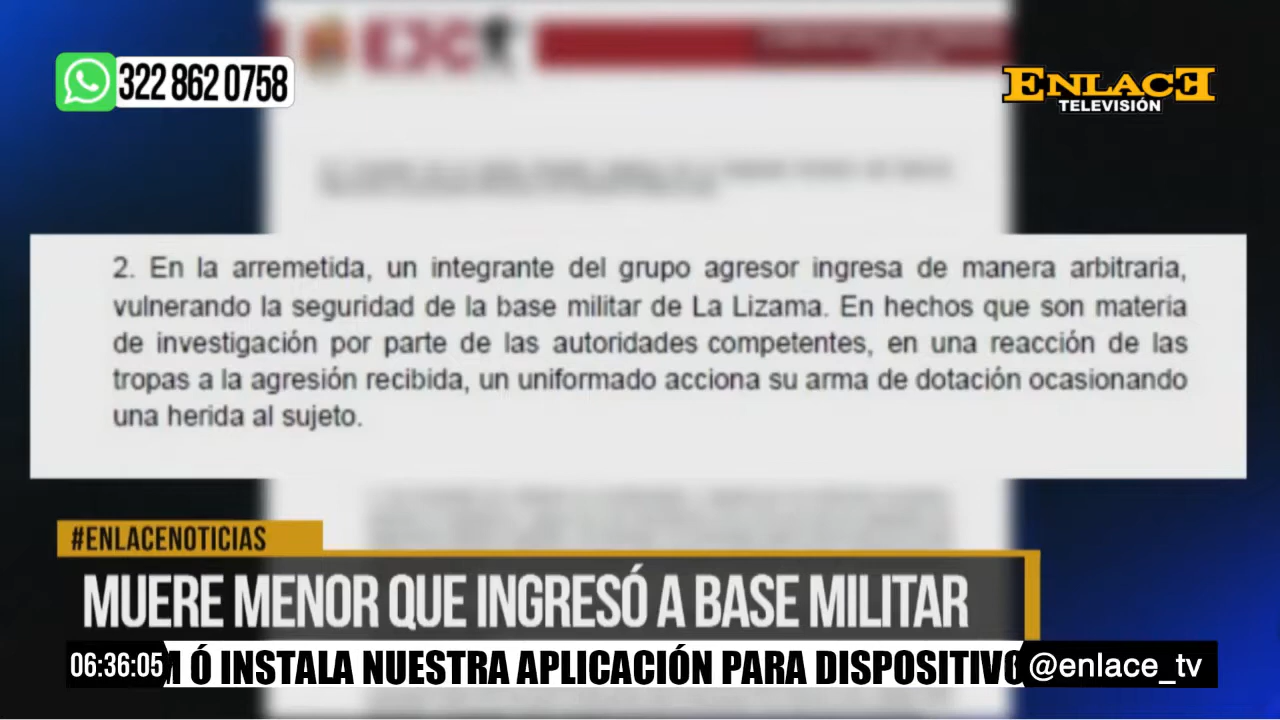 EJC
322 862 0758
ENLACE
TELEVISIÓN
2. En la arremetida, un integrante del grupo agresor ingresa de manera arbitraria,
vulnerando la seguridad de la base militar de La Lizama. En hechos que son materia
de investigación por parte de las autoridades competentes, en una reacción de las
tropas a la agresión recibida, un uniformado acciona su arma de dotación ocasionando
una herida al sujeto.
#ENLACENOTICIAS
MUERE MENOR QUE INGRESÓ A BASE MILITAR
06:36:05
Ó INSTALA NUESTRA APLICACIÓN PARA DISPOSITIVO
@enlace_tv